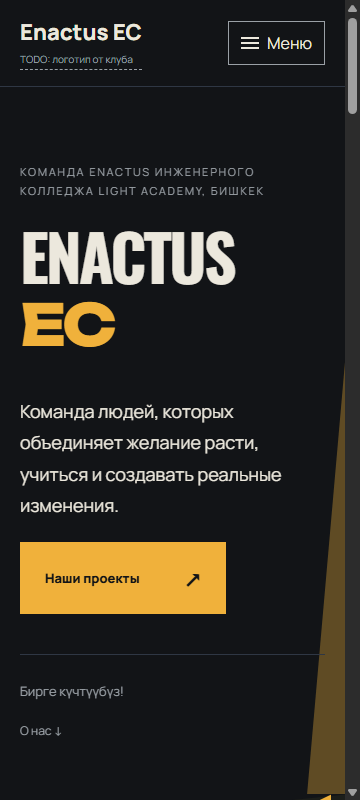 Enactus EC
TODO: логотип от клуба
Меню
КОМАНДА ENACTUS ИНЖЕНЕРНОГО
КОЛЛЕДЖА LIGHT ACADEMY, БИШКЕК
ENACTUS
EC
Команда людей, которых
объединяет желание расти,
учиться и создавать реальные
изменения.
Наши проекты ↗
Бирге күчтүүбүз!
О нас ↓